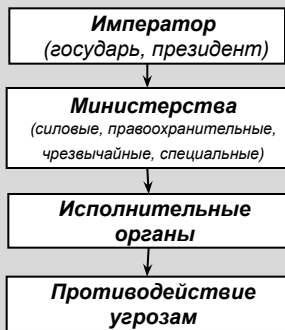 Император
(государь, президент)
Министерства
(силовые, правоохранительные,
чрезвычайные, специальные)
Исполнительные
органы
Противодействие
угрозам